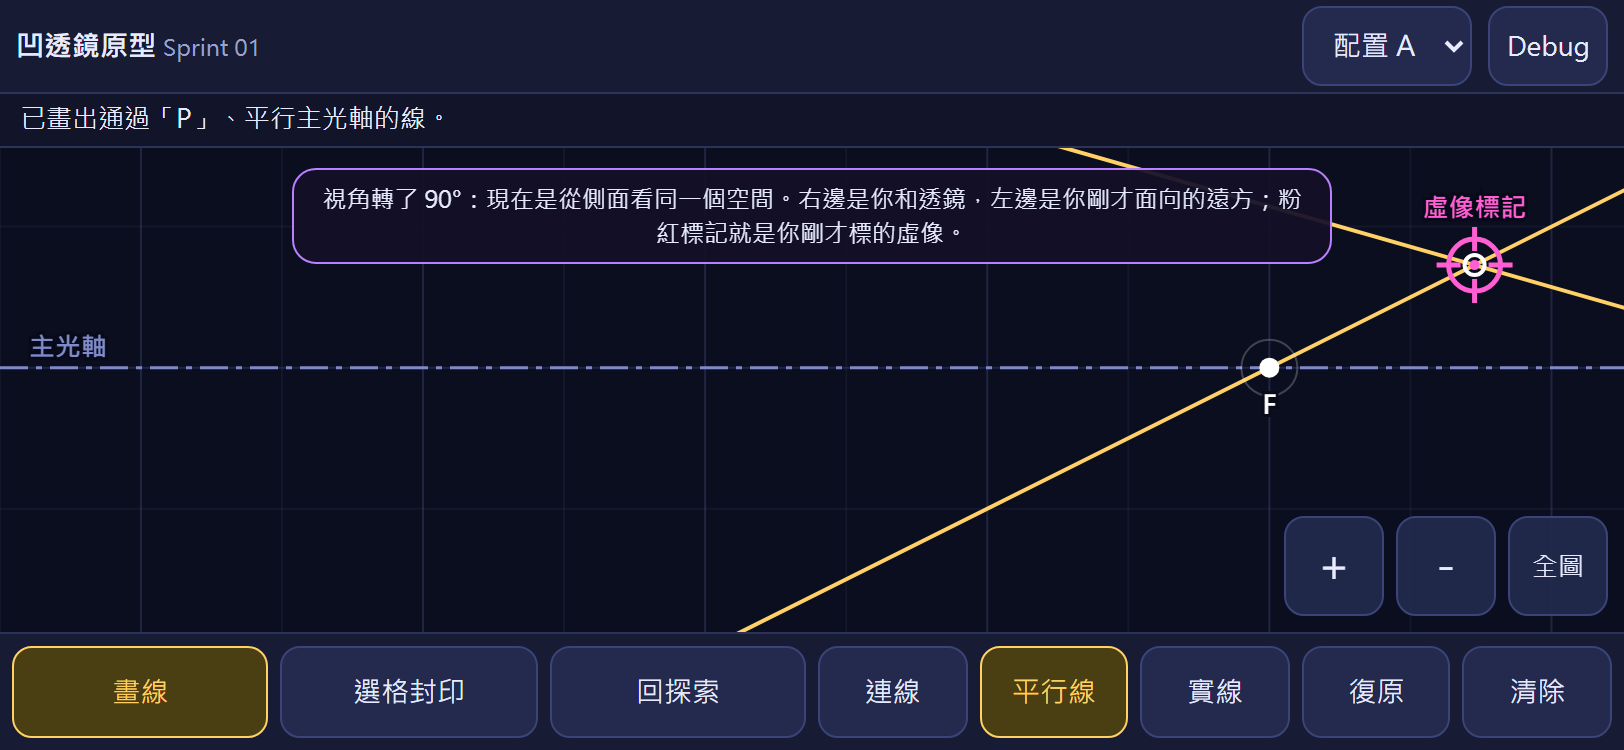 凹透鏡原型 Sprint 01
配置 A
Debug
已畫出通過「P」、平行主光軸的線。
視角轉了 90°：現在是從側面看同一個空間。右邊是你和透鏡，左邊是你剛才面向的遠方；粉
紅標記就是你剛才標的虛像。
虛像標記
主光軸
F
+
-
全圖
畫線
選格封印
回探索
連線
平行線
實線
復原
清除